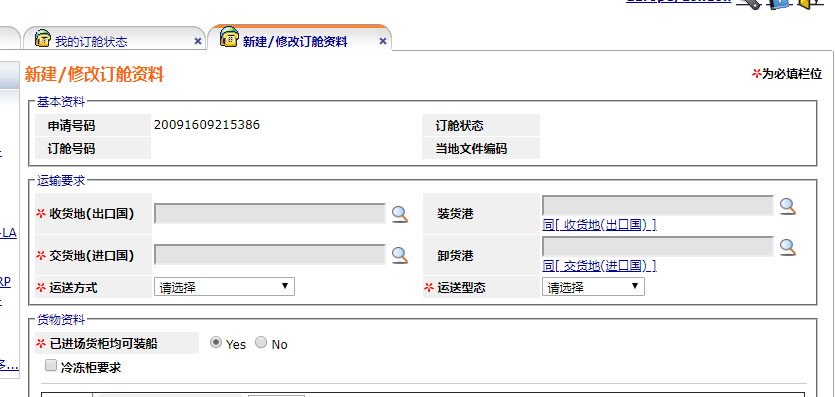 Europe/London
我的订舱状态 × 新建/修改订舱资料 ×
新建/修改订舱资料 *为必填栏位
基本资料
申请号码 20091609215386 订舱状态
订舱号码 当地文件编码
运输要求
* 收货地(出口国) 装货港
同[ 收货地(出口国) ]
-LA
* 交货地(进口国) 卸货港
同[ 交货地(进口国) ]
RP
* 运送方式 请选择 * 运送型态 请选择
货物资料
* 已进场货柜均可装船 Yes No
多... 冷冻柜要求